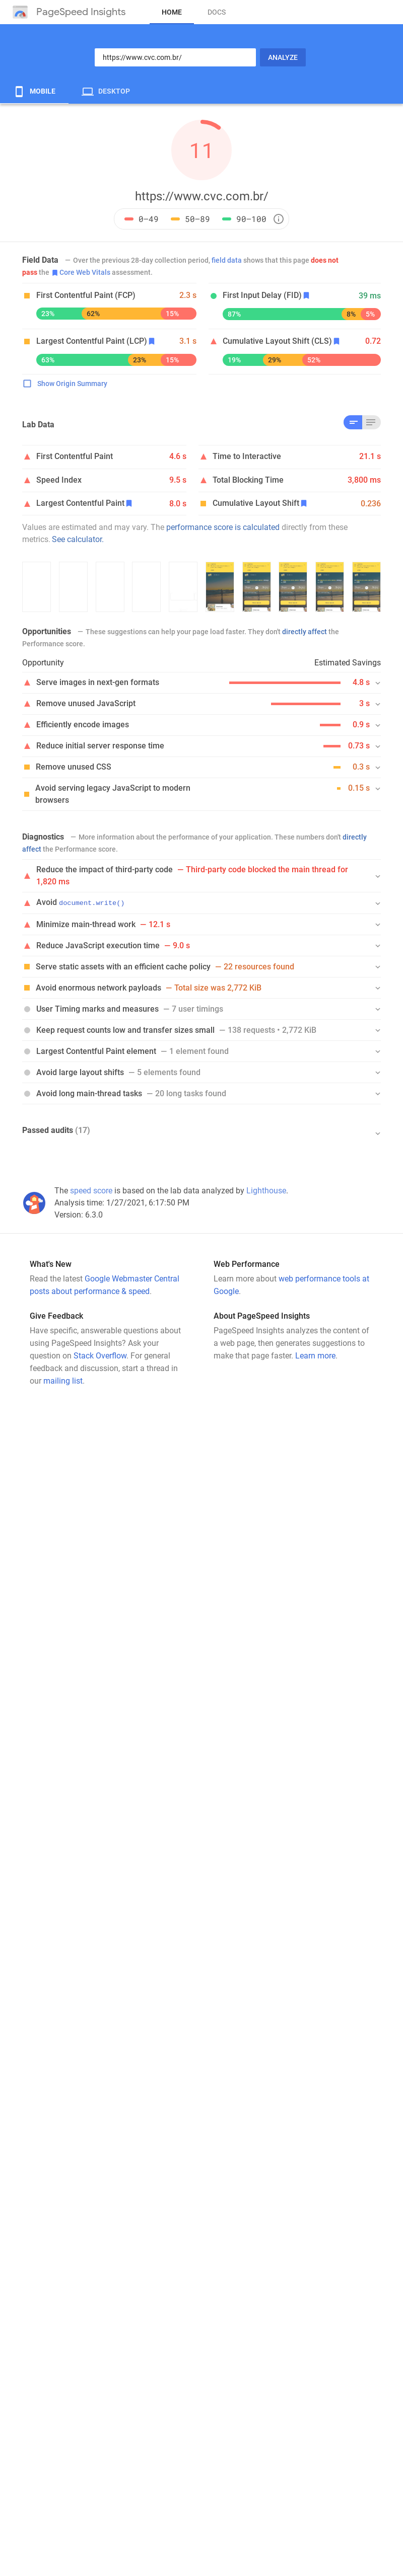 PageSpeed Insights HOME DOCS
https://www.cvc.com.br/ ANALYZE
MOBILE DESKTOP
11
https://www.cvc.com.br/
0–49 50–89 90–100
Field Data — Over the previous 28-day collection period, field data shows that this page does not
pass the Core Web Vitals assessment.
First Contentful Paint (FCP) 2.3 s
23% 62% 15%
First Input Delay (FID) 39 ms
87% 8% 5%
Largest Contentful Paint (LCP) 3.1 s
63% 23% 15%
Cumulative Layout Shift (CLS) 0.72
19% 29% 52%
Show Origin Summary
Lab Data
First Contentful Paint 4.6 s
Time to Interactive 21.1 s
Speed Index 9.5 s
Total Blocking Time 3,800 ms
Largest Contentful Paint 8.0 s
Cumulative Layout Shift 0.236
Values are estimated and may vary. The performance score is calculated directly from these
metrics. See calculator.
Opportunities — These suggestions can help your page load faster. They don't directly affect the
Performance score.
Opportunity Estimated Savings
Serve images in next-gen formats 4.8 s
Remove unused JavaScript 3 s
Efficiently encode images 0.9 s
Reduce initial server response time 0.73 s
Remove unused CSS 0.3 s
Avoid serving legacy JavaScript to modern
browsers 0.15 s
Diagnostics — More information about the performance of your application. These numbers don't directly
affect the Performance score.
Reduce the impact of third-party code — Third-party code blocked the main thread for
1,820 ms
Avoid document.write()
Minimize main-thread work — 12.1 s
Reduce JavaScript execution time — 9.0 s
Serve static assets with an efficient cache policy — 22 resources found
Avoid enormous network payloads — Total size was 2,772 KiB
User Timing marks and measures — 7 user timings
Keep request counts low and transfer sizes small — 138 requests • 2,772 KiB
Largest Contentful Paint element — 1 element found
Avoid large layout shifts — 5 elements found
Avoid long main-thread tasks — 20 long tasks found
Passed audits (17)
The speed score is based on the lab data analyzed by Lighthouse.
Analysis time: 1/27/2021, 6:17:50 PM
Version: 6.3.0
What's New
Read the latest Google Webmaster Central
posts about performance & speed.
Give Feedback
Have specific, answerable questions about
using PageSpeed Insights? Ask your
question on Stack Overflow. For general
feedback and discussion, start a thread in
our mailing list.
Web Performance
Learn more about web performance tools at
Google.
About PageSpeed Insights
PageSpeed Insights analyzes the content of
a web page, then generates suggestions to
make that page faster. Learn more.